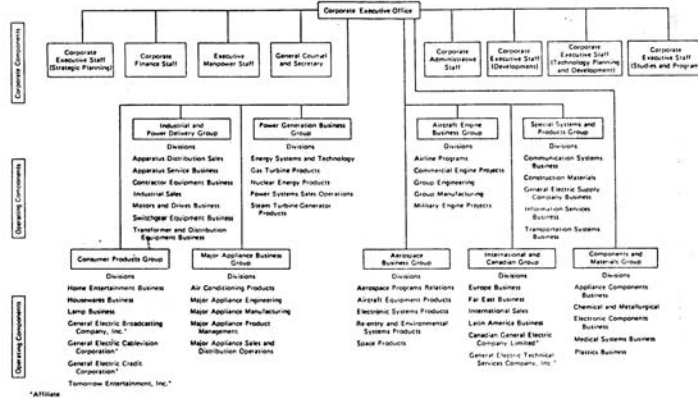 Corporate Executive Office
Corporate Components
Corporate
Executive Staff
(Strategic Planning)
Corporate
Finance Staff
Executive
Manpower Staff
General Counsel
and Secretary
Corporate
Administrative
Staff
Corporate
Executive Staff
(Development)
Corporate
Executive Staff
(Technology Planning
and Development)
Corporate
Executive Staff
(Studies and Program
Operating Components
Industrial and
Power Delivery Group
Divisions
Apparatus Distribution Sales
Apparatus Service Business
Contractor Equipment Business
Industrial Sales
Motors and Drives Business
Switchgear Equipment Business
Transformer and Distribution
Equipment Business
Power Generation Business
Group
Divisions
Energy Systems and Technology
Gas Turbine Products
Nuclear Energy Products
Power Systems Sales Operations
Steam Turbine-Generator
Products
Aircraft Engine
Business Group
Divisions
Airline Programs
Commercial Engine Projects
Group Engineering
Group Manufacturing
Military Engine Projects
Special Systems and
Products Group
Divisions
Communication Systems
Business
Construction Materials
General Electric Supply
Company Business
Information Services
Business
Transportation Systems
Business
Operating Components
Consumer Products Group
Divisions
Home Entertainment Business
Housewares Business
Lamp Business
General Electric Broadcasting
Company, Inc.*
General Electric Cablevision
Corporation*
General Electric Credit
Corporation*
Tomorrow Entertainment, Inc.*
Major Appliance Business
Group
Divisions
Air Conditioning Products
Major Appliance Engineering
Major Appliance Manufacturing
Major Appliance Product
Management
Major Appliance Sales and
Distribution Operations
Aerospace
Business Group
Divisions
Aerospace Programs Relations
Aircraft Equipment Products
Electronic Systems Products
Re-entry and Environmental
Systems Products
Space Products
International and
Canadian Group
Divisions
Europe Business
Far East Business
International Sales
Latin America Business
Canadian General Electric
Company Limited*
General Electric Technical
Services Company, Inc.*
Components and
Materials Group
Divisions
Appliance Components
Business
Chemical and Metallurgical
Electronic Components
Business
Medical Systems Business
Plastics Business
*Affiliate